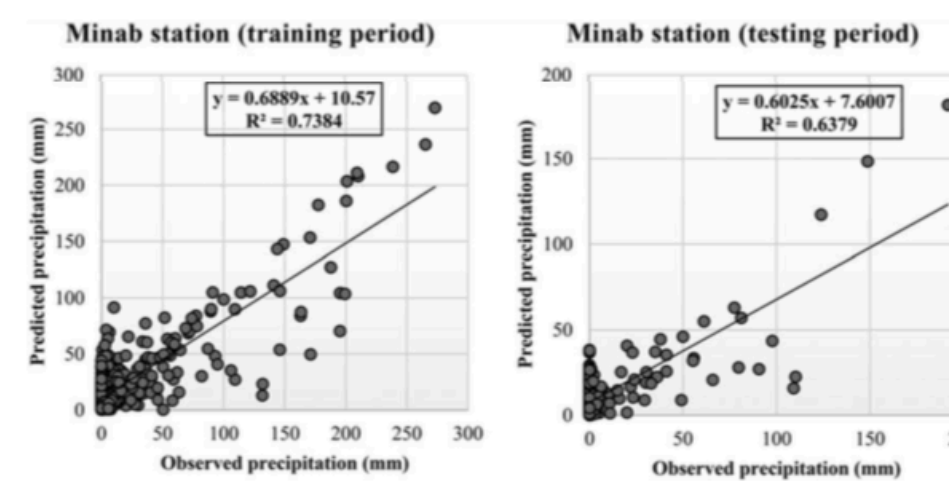 Minab station (training period)
300
250
200
150
100
50
0
y = 0.6889x + 10.57
R² = 0.7384
0 50 100 150 200 250 300
Predicted precipitation (mm)
Observed precipitation (mm)
Minab station (testing period)
200
150
100
50
0
y = 0.6025x + 7.6007
R² = 0.6379
0 50 100 150
Predicted precipitation (mm)
Observed precipitation (mm)